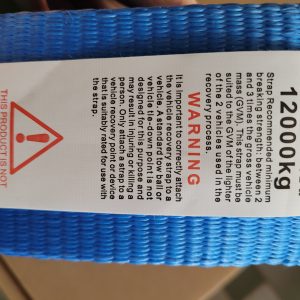 12000kg
Strap Recommended minimum
breaking strength: between 2
and 3 times the gross vehicle
mass (GVM). The strap must be
suited to the GVM of the lighter
of the 2 vehicles used in the
recovery process.
WARNING
It is important to correctly attach
the vehicle recovery strap to a
vehicle. A standard tow ball or
vehicle tie-down point is not
designed for this purpose and
may result in injuring or killing a
person. Only attach a strap to a
vehicle recovery point or device
that is suitably rated for use with
the strap.
THIS PRODUCT IS NOT